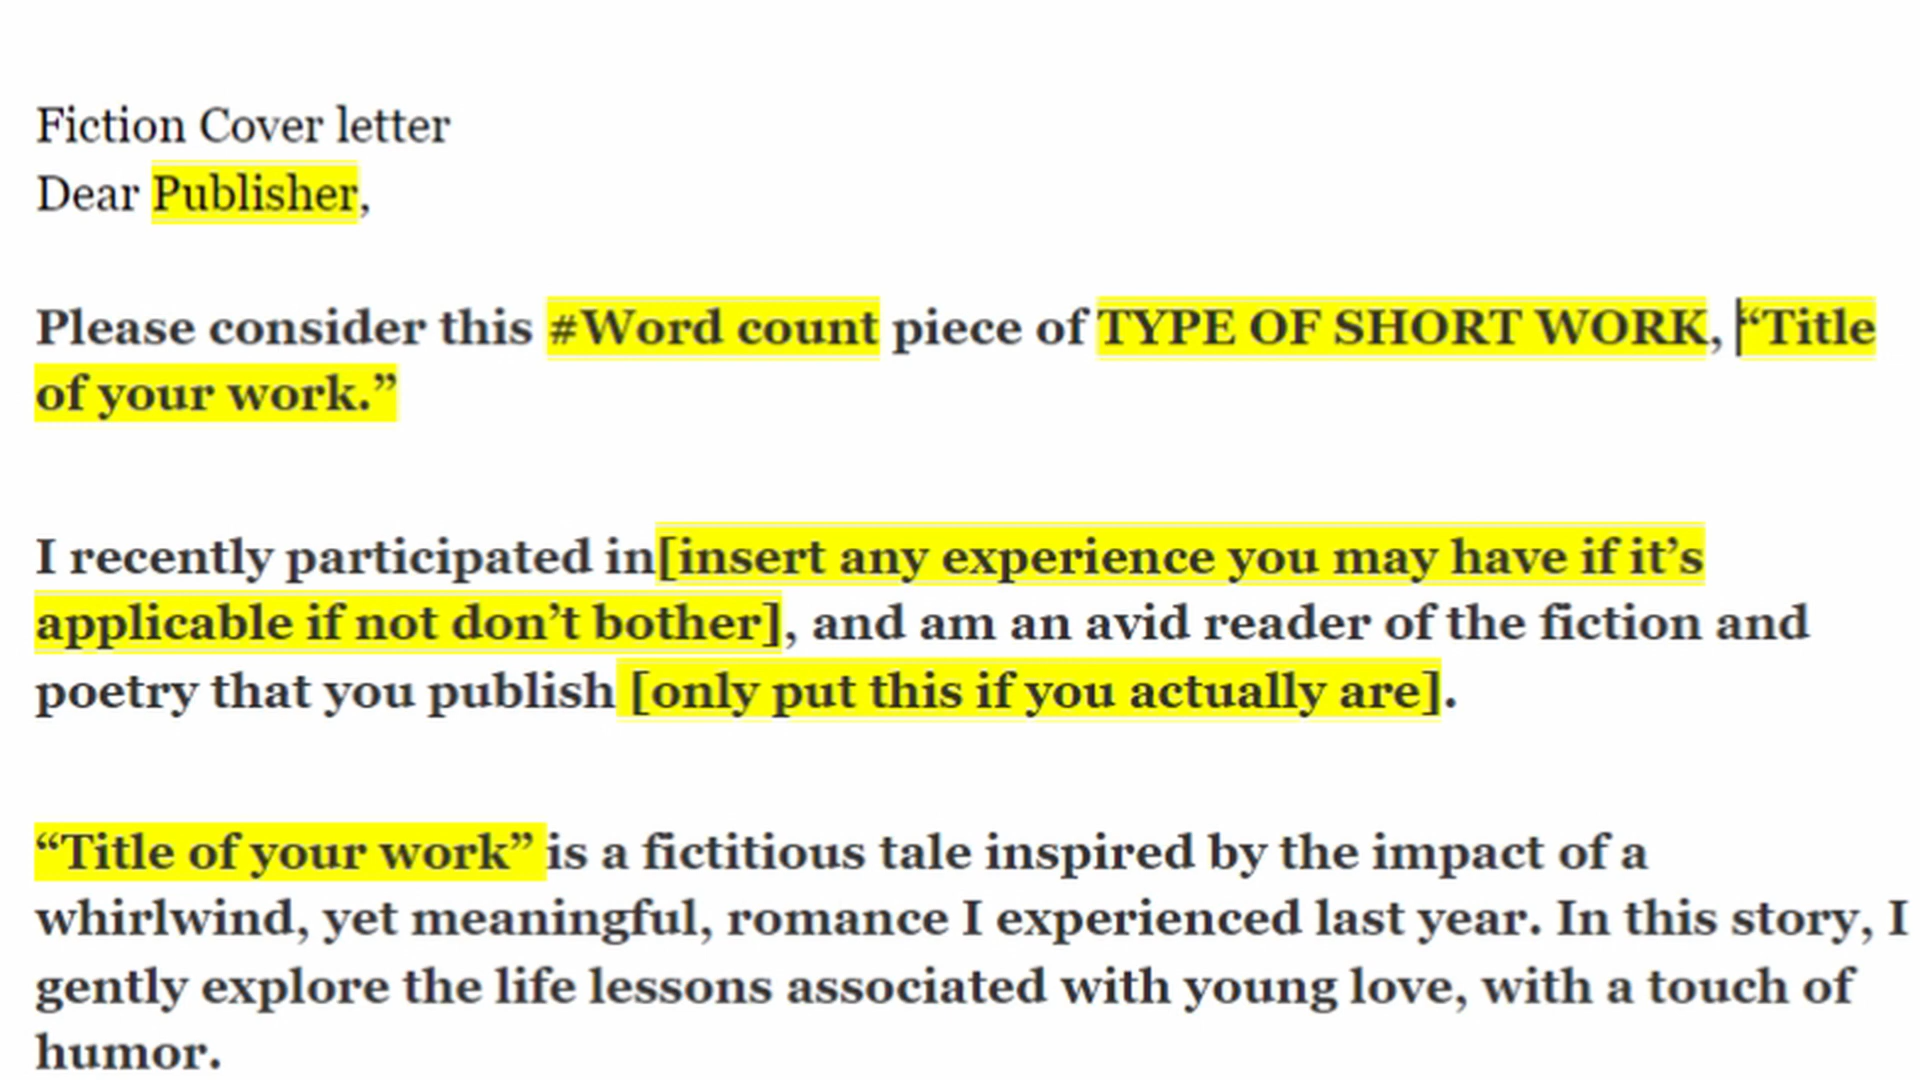 Fiction Cover letter
Dear Publisher,
Please consider this #Word count piece of TYPE OF SHORT WORK, “Title
of your work.”
I recently participated in[insert any experience you may have if it’s
applicable if not don’t bother], and am an avid reader of the fiction and
poetry that you publish [only put this if you actually are].
“Title of your work” is a fictitious tale inspired by the impact of a
whirlwind, yet meaningful, romance I experienced last year. In this story, I
gently explore the life lessons associated with young love, with a touch of
humor.